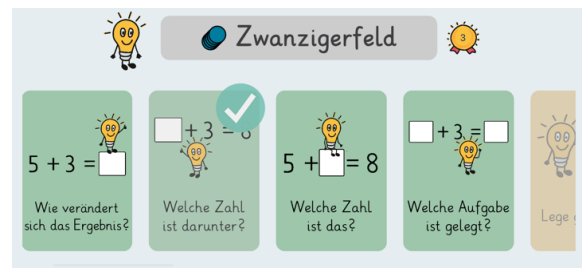 Zwanzigerfeld
3
5 + 3 =
Wie verändert
sich das Ergebnis?
+ 3 = 8
Welche Zahl
ist darunter?
5 + = 8
Welche Zahl
ist das?
+ 3 =
Welche Aufgabe
ist gelegt?
Lege